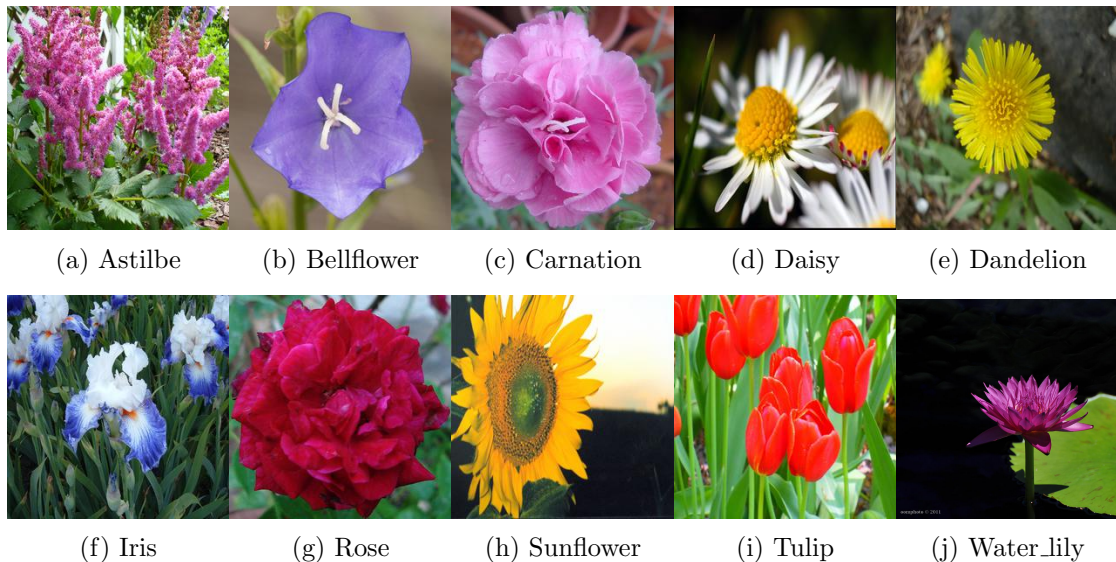 (a) Astilbe
(b) Bellflower
(c) Carnation
(d) Daisy
(e) Dandelion
(f) Iris
(g) Rose
(h) Sunflower
(i) Tulip
(j) Water_lily